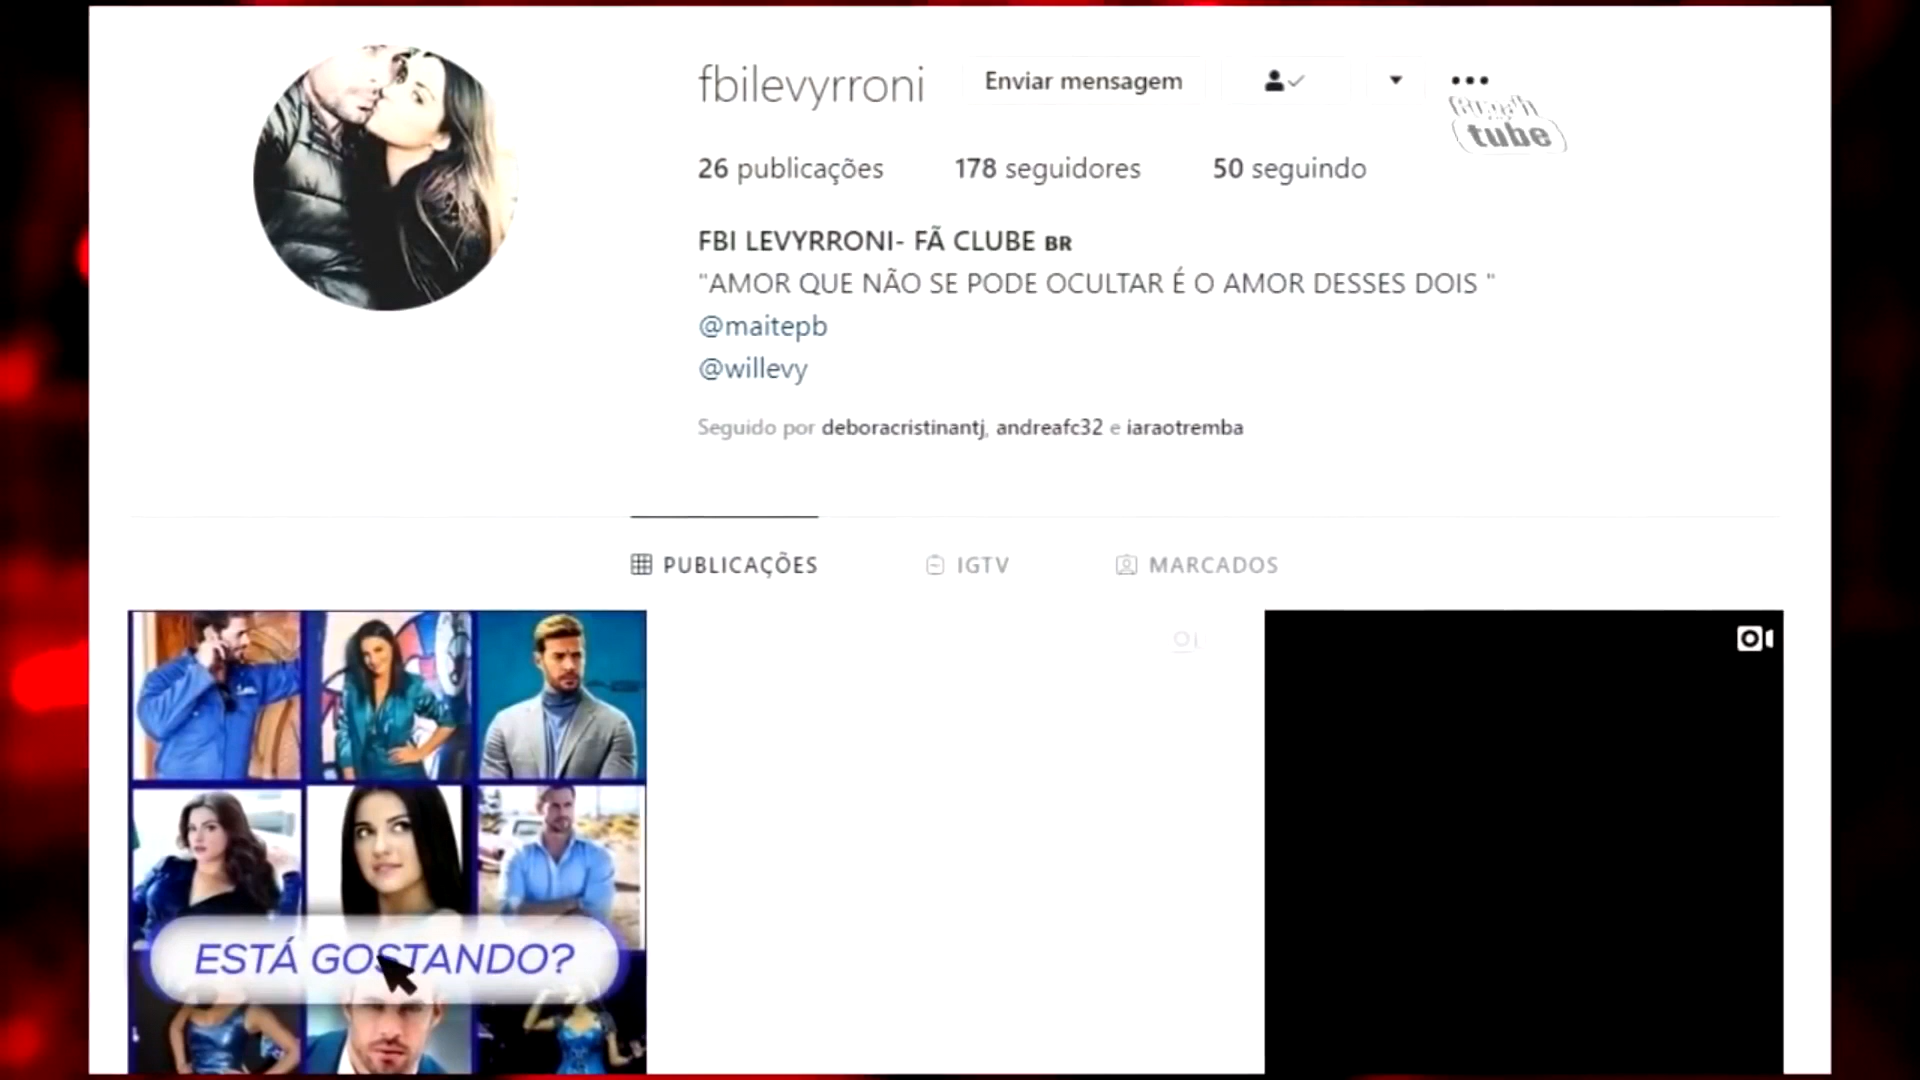 fbilevyrroni
Enviar mensagem
tube
26 publicações
178 seguidores
50 seguindo
FBI LEVYRRONI- FÃ CLUBE BR
"AMOR QUE NÃO SE PODE OCULTAR É O AMOR DESSES DOIS "
@maitepb
@willevy
Seguido por deboracristinantj, andreafc32 e iaraotremba
PUBLICAÇÕES
IGTV
MARCADOS
ESTÁ GOSTANDO?